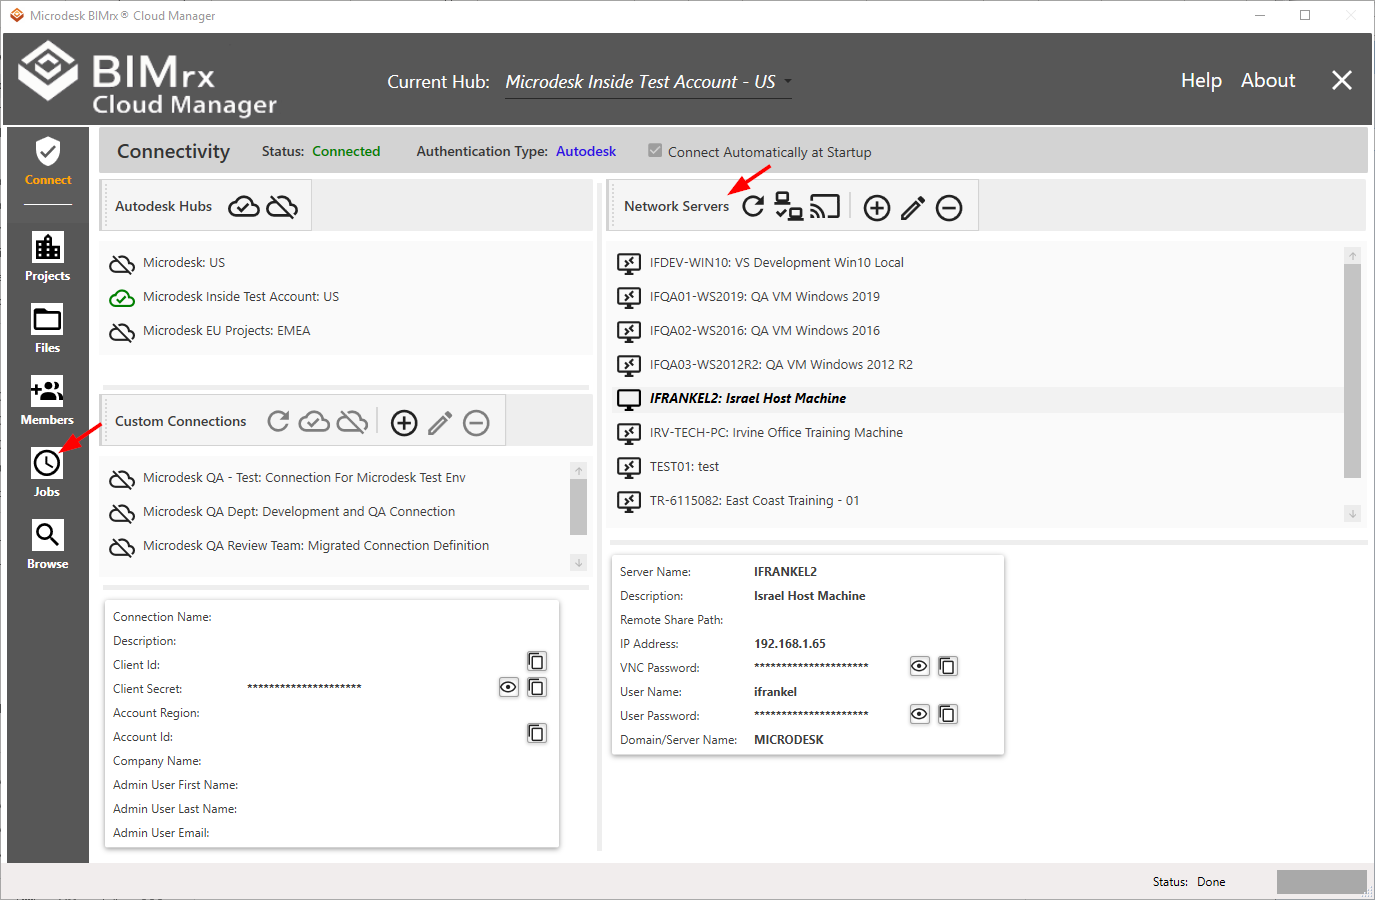 Microdesk BIMrx® Cloud Manager
BIMrx
Cloud Manager
Current Hub: Microdesk Inside Test Account - US
Help About
Connect
Projects
Files
Members
Jobs
Browse
Connectivity Status: Connected Authentication Type: Autodesk Connect Automatically at Startup
Autodesk Hubs
Microdesk: US
Microdesk Inside Test Account: US
Microdesk EU Projects: EMEA
Custom Connections
Microdesk QA - Test: Connection For Microdesk Test Env
Microdesk QA Dept: Development and QA Connection
Microdesk QA Review Team: Migrated Connection Definition
Connection Name:
Description:
Client Id:
Client Secret: *********************
Account Region:
Account Id:
Company Name:
Admin User First Name:
Admin User Last Name:
Admin User Email:
Network Servers
IFDEV-WIN10: VS Development Win10 Local
IFQA01-WS2019: QA VM Windows 2019
IFQA02-WS2016: QA VM Windows 2016
IFQA03-WS2012R2: QA VM Windows 2012 R2
IFRANKEL2: Israel Host Machine
IRV-TECH-PC: Irvine Office Training Machine
TEST01: test
TR-6115082: East Coast Training - 01
Server Name: IFRANKEL2
Description: Israel Host Machine
Remote Share Path:
IP Address: 192.168.1.65
VNC Password: *********************
User Name: ifrankel
User Password: *********************
Domain/Server Name: MICRODESK
Status: Done